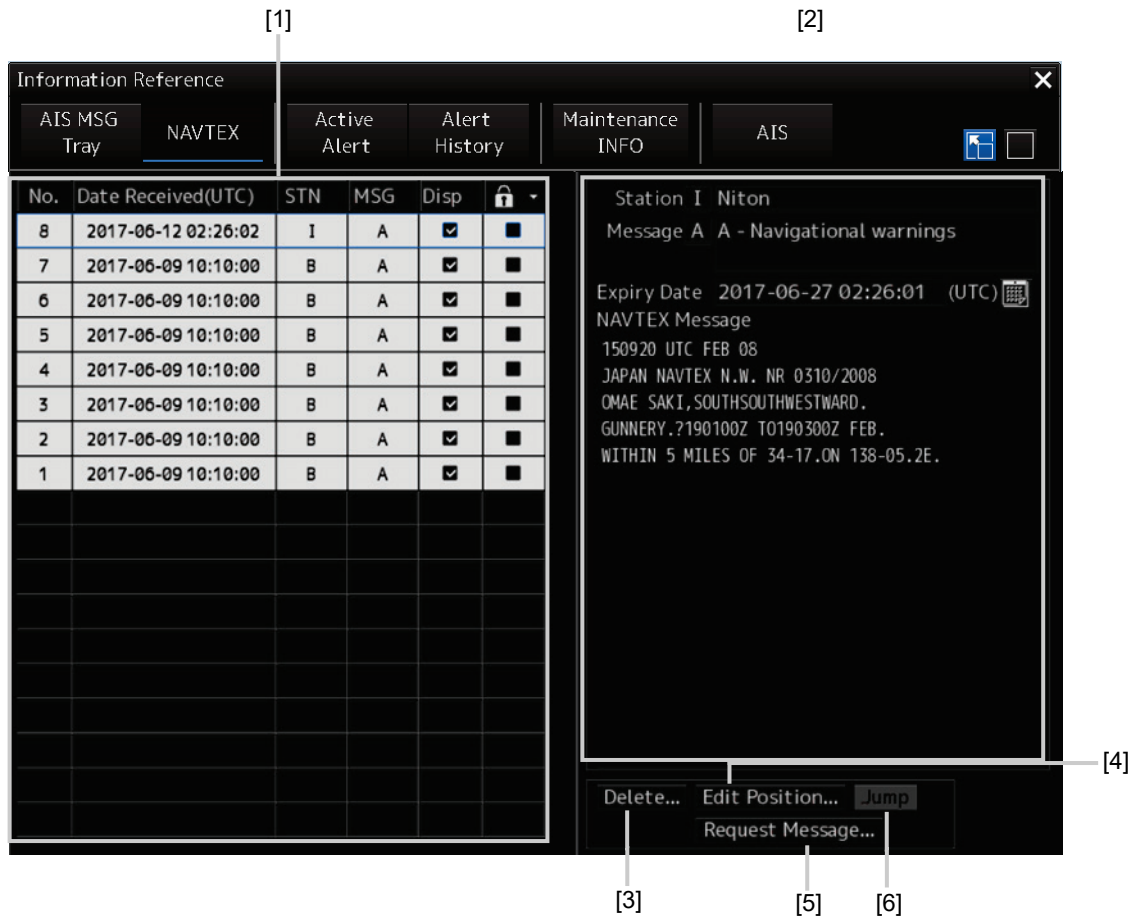 [1]
[2]
Information Reference
AIS MSG Tray
NAVTEX
Active Alert
Alert History
Maintenance INFO
AIS
No. Date Received(UTC) STN MSG Disp
8 2017-06-12 02:26:02 I A
7 2017-06-09 10:10:00 B A
6 2017-06-09 10:10:00 B A
5 2017-06-09 10:10:00 B A
4 2017-06-09 10:10:00 B A
3 2017-06-09 10:10:00 B A
2 2017-06-09 10:10:00 B A
1 2017-06-09 10:10:00 B A
Station I Niton
Message A A - Navigational warnings
Expiry Date 2017-06-27 02:26:01 (UTC)
NAVTEX Message
150920 UTC FEB 08
JAPAN NAVTEX N.W. NR 0310/2008
OMAE SAKI,SOUTHSOUTHWESTWARD.
GUNNERY.?190100Z TO190300Z FEB.
WITHIN 5 MILES OF 34-17.0N 138-05.2E.
[4]
Delete... Edit Position... Jump
Request Message...
[3]
[5]
[6]